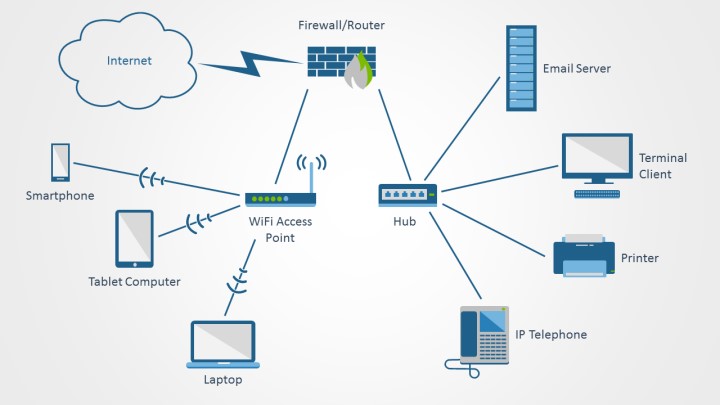 Firewall/Router
Internet
Email Server
Terminal
Client
Smartphone
WiFi Access
Point
Hub
Printer
Tablet Computer
IP Telephone
Laptop